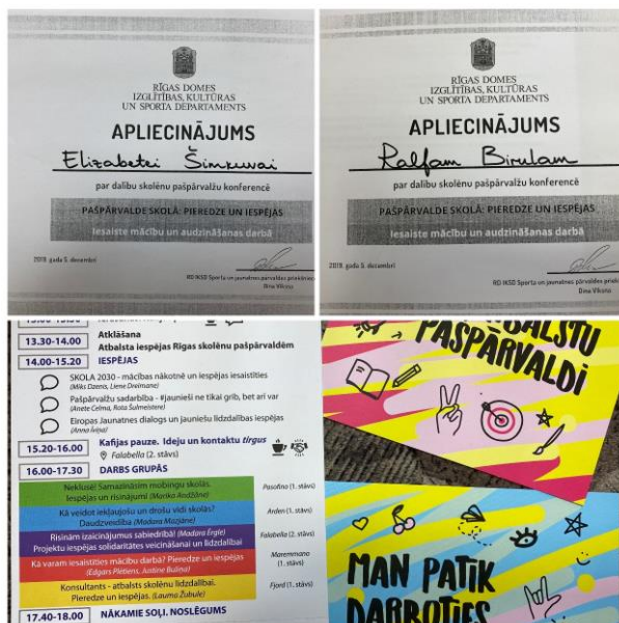 RĪGAS DOMES
IZGLĪTĪBAS, KULTŪRAS
UN SPORTA DEPARTAMENTS
APLIECINĀJUMS
Elizabetei Šinkuvai
par dalību skolēnu pašpārvalžu konferencē
PAŠPĀRVALDE SKOLĀ: PIEREDZE UN IESPĒJAS
Iesaiste mācību un audzināšanas darbā
2019. gada 5. decembrī
RD IKSD Sporta un jaunatnes pārvaldes priekšniece
Dina Vīksna
RĪGAS DOMES
IZGLĪTĪBAS, KULTŪRAS
UN SPORTA DEPARTAMENTS
APLIECINĀJUMS
Ralfam Birulam
par dalību skolēnu pašpārvalžu konferencē
PAŠPĀRVALDE SKOLĀ: PIEREDZE UN IESPĒJAS
Iesaiste mācību un audzināšanas darbā
2019. gada 5. decembrī
RD IKSD Sporta un jaunatnes pārvaldes
Dina Vīksna
13.30-14.00 Atklāšana
Atbalsta iespējas Rīgas skolēnu pašpārvaldēm
14.00-15.20 IESPĒJAS
SKOLA 2030 - mācības nākotnē un iespējas iesaistīties
(Miks Dzenis, Liene Dreimane)
Pašpārvalžu sadarbība - #jaunieši ne tikai grib, bet arī var
(Anete Celma, Rota Šulmeistere)
Eiropas Jaunatnes dialogs un jauniešu līdzdalības iespējas
(Anna Īvena)
15.20-16.00 Kafijas pauze. Ideju un kontaktu tirgus
Falabella (2. stāvs)
16.00-17.30 DARBS GRUPĀS
Neklusē! Samazināsim mobingu skolās.
Iespējas un risinājumi (Marika Andžāne) Pasofino (1. stāvs)
Kā veidot iekļaujošu un drošu vidi skolās?
Daudzveidība (Madara Mazjāne) Arden (1. stāvs)
Risinām izaicinājumus sabiedrībā! (Madara Ērgle)
Projektu iespējas solidaritātes veicināšanai un līdzdalībai Falabella (2. stāvs)
Kā varam iesaistīties mācību darbā? Pieredze un iespējas
(Edgars Plētiens, Antine Buliņa) Maremmano (1. stāvs)
Konsultants - atbalsts skolēnu līdzdalībai.
Pieredze un iespējas. (Lauma Žubule) Fjord (1. stāvs)
17.40-18.00 NĀKAMIE SOĻI. NOSLĒGUMS
PAŠPĀRVALDI
MAN PATĪK
DARBOTIES